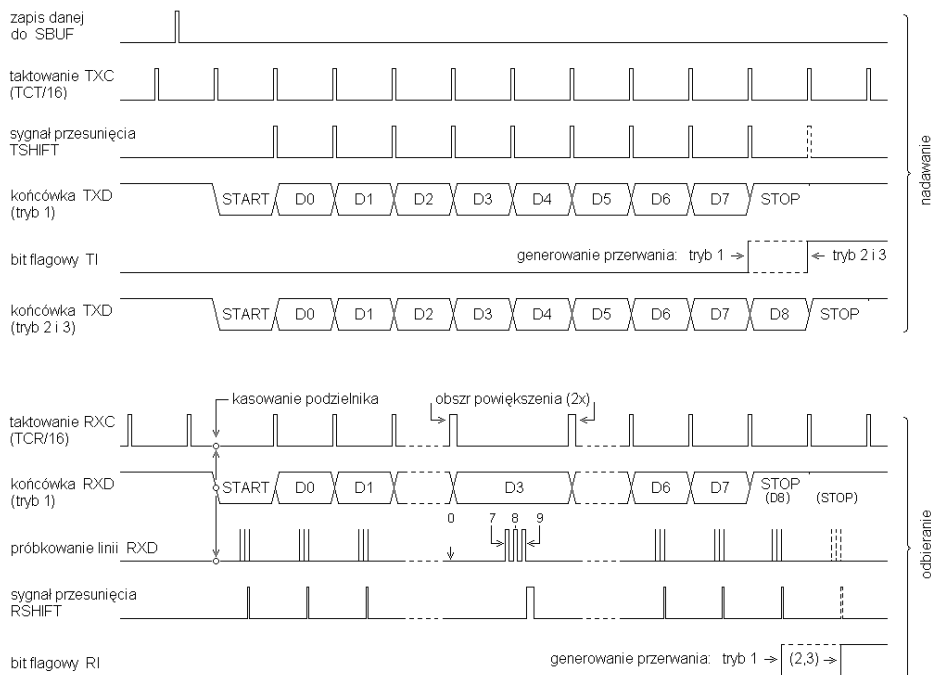 zapis danej
do SBUF
taktowanie TXC
(TCT/16)
sygnał przesunięcia
TSHIFT
końcówka TXD
(tryb 1)
START D0 D1 D2 D3 D4 D5 D6 D7 STOP
bit flagowy TI
generowanie przerwania: tryb 1
tryb 2 i 3
końcówka TXD
(tryb 2 i 3)
START D0 D1 D2 D3 D4 D5 D6 D7 D8 STOP
nadawanie
kasowanie podzielnika
obszr powiększenia (2x)
taktowanie RXC
(TCR/16)
końcówka RXD
(tryb 1)
START D0 D1 D3 D6 D7 STOP
(D8) (STOP)
0 7 8 9
próbkowanie linii RXD
sygnał przesunięcia
RSHIFT
bit flagowy RI
generowanie przerwania: tryb 1 (2,3)
odbieranie